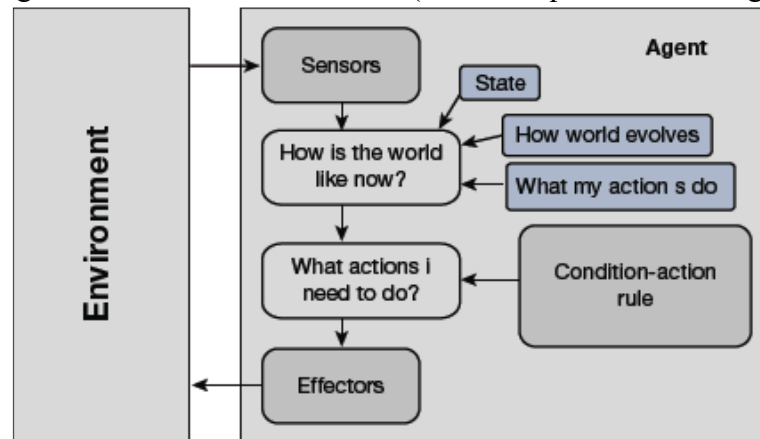 Agent
Sensors
State
How is the world
like now?
How world evolves
What my action s do
What actions i
need to do?
Condition-action
rule
Effectors
Environment